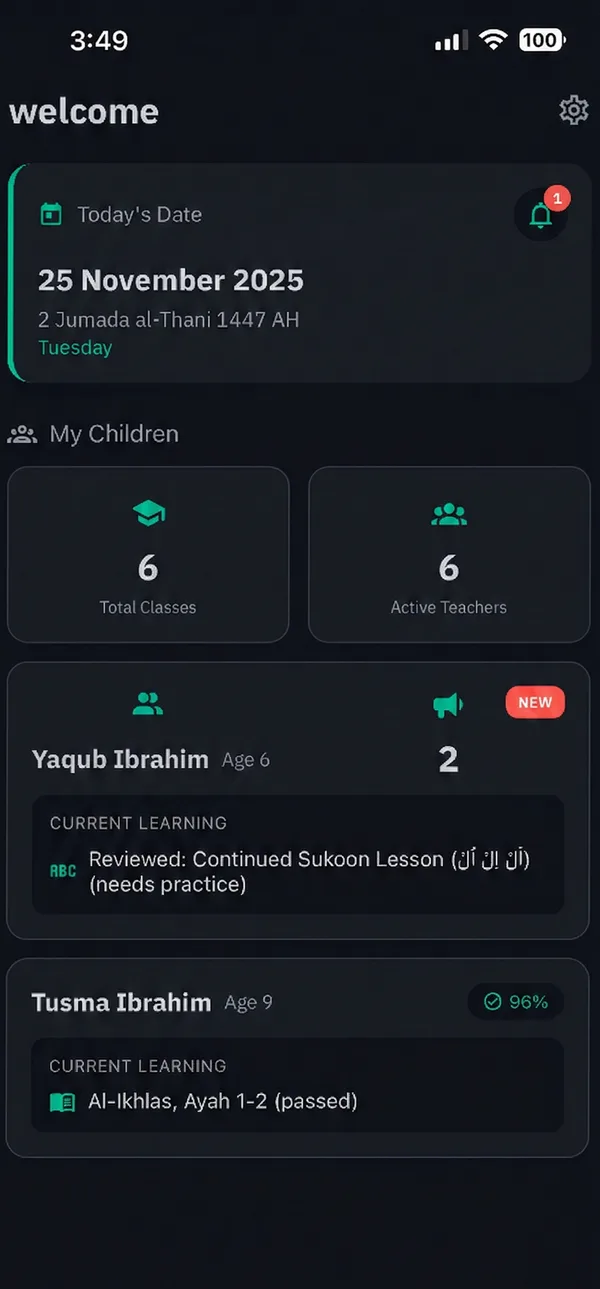 3:49
100
welcome
Today's Date
1
25 November 2025
2 Jumada al-Thani 1447 AH
Tuesday
My Children
6
Total Classes
6
Active Teachers
NEW
Yaqub Ibrahim Age 6
2
CURRENT LEARNING
ABC
Reviewed: Continued Sukoon Lesson (اَلْ اِلْ اُلْ)
(needs practice)
Tusma Ibrahim Age 9
96%
CURRENT LEARNING
Al-Ikhlas, Ayah 1-2 (passed)